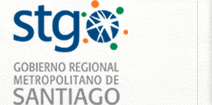 stgo
GOBIERNO REGIONAL
METROPOLITANO DE
SANTIAGO